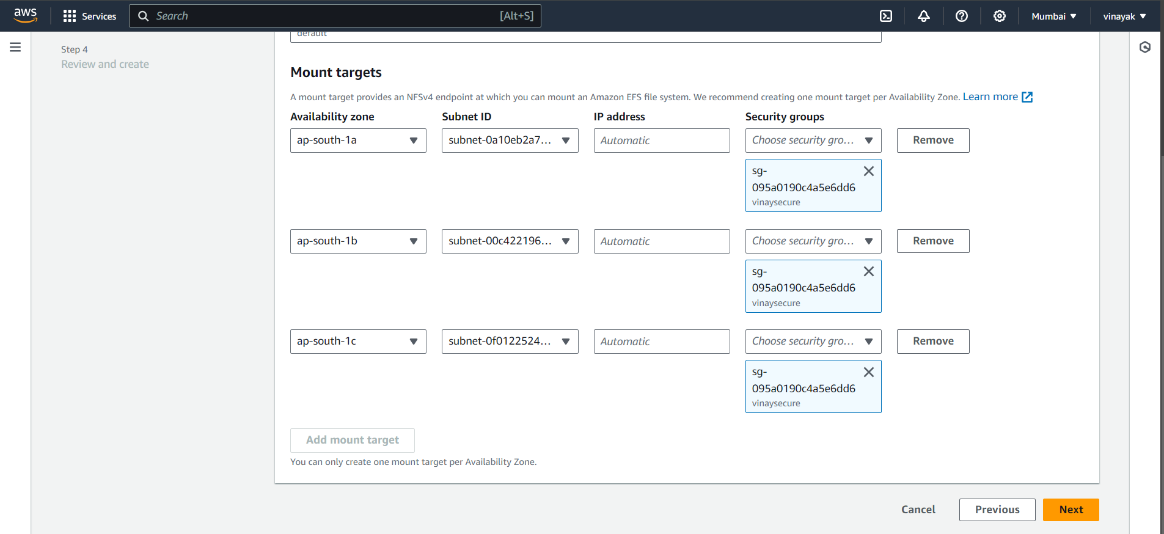 aws
Services
Search [Alt+S]
Mumbai
vinayak
Step 4
Review and create
default
Mount targets
A mount target provides an NFSv4 endpoint at which you can mount an Amazon EFS file system. We recommend creating one mount target per Availability Zone. Learn more
Availability zone Subnet ID IP address Security groups
ap-south-1a subnet-0a10eb2a7... Automatic Choose security gro... Remove
sg-
095a0190c4a5e6dd6
vinaysecure
ap-south-1b subnet-00c422196... Automatic Choose security gro... Remove
sg-
095a0190c4a5e6dd6
vinaysecure
ap-south-1c subnet-0f0122524... Automatic Choose security gro... Remove
sg-
095a0190c4a5e6dd6
vinaysecure
Add mount target
You can only create one mount target per Availability Zone.
Cancel Previous Next